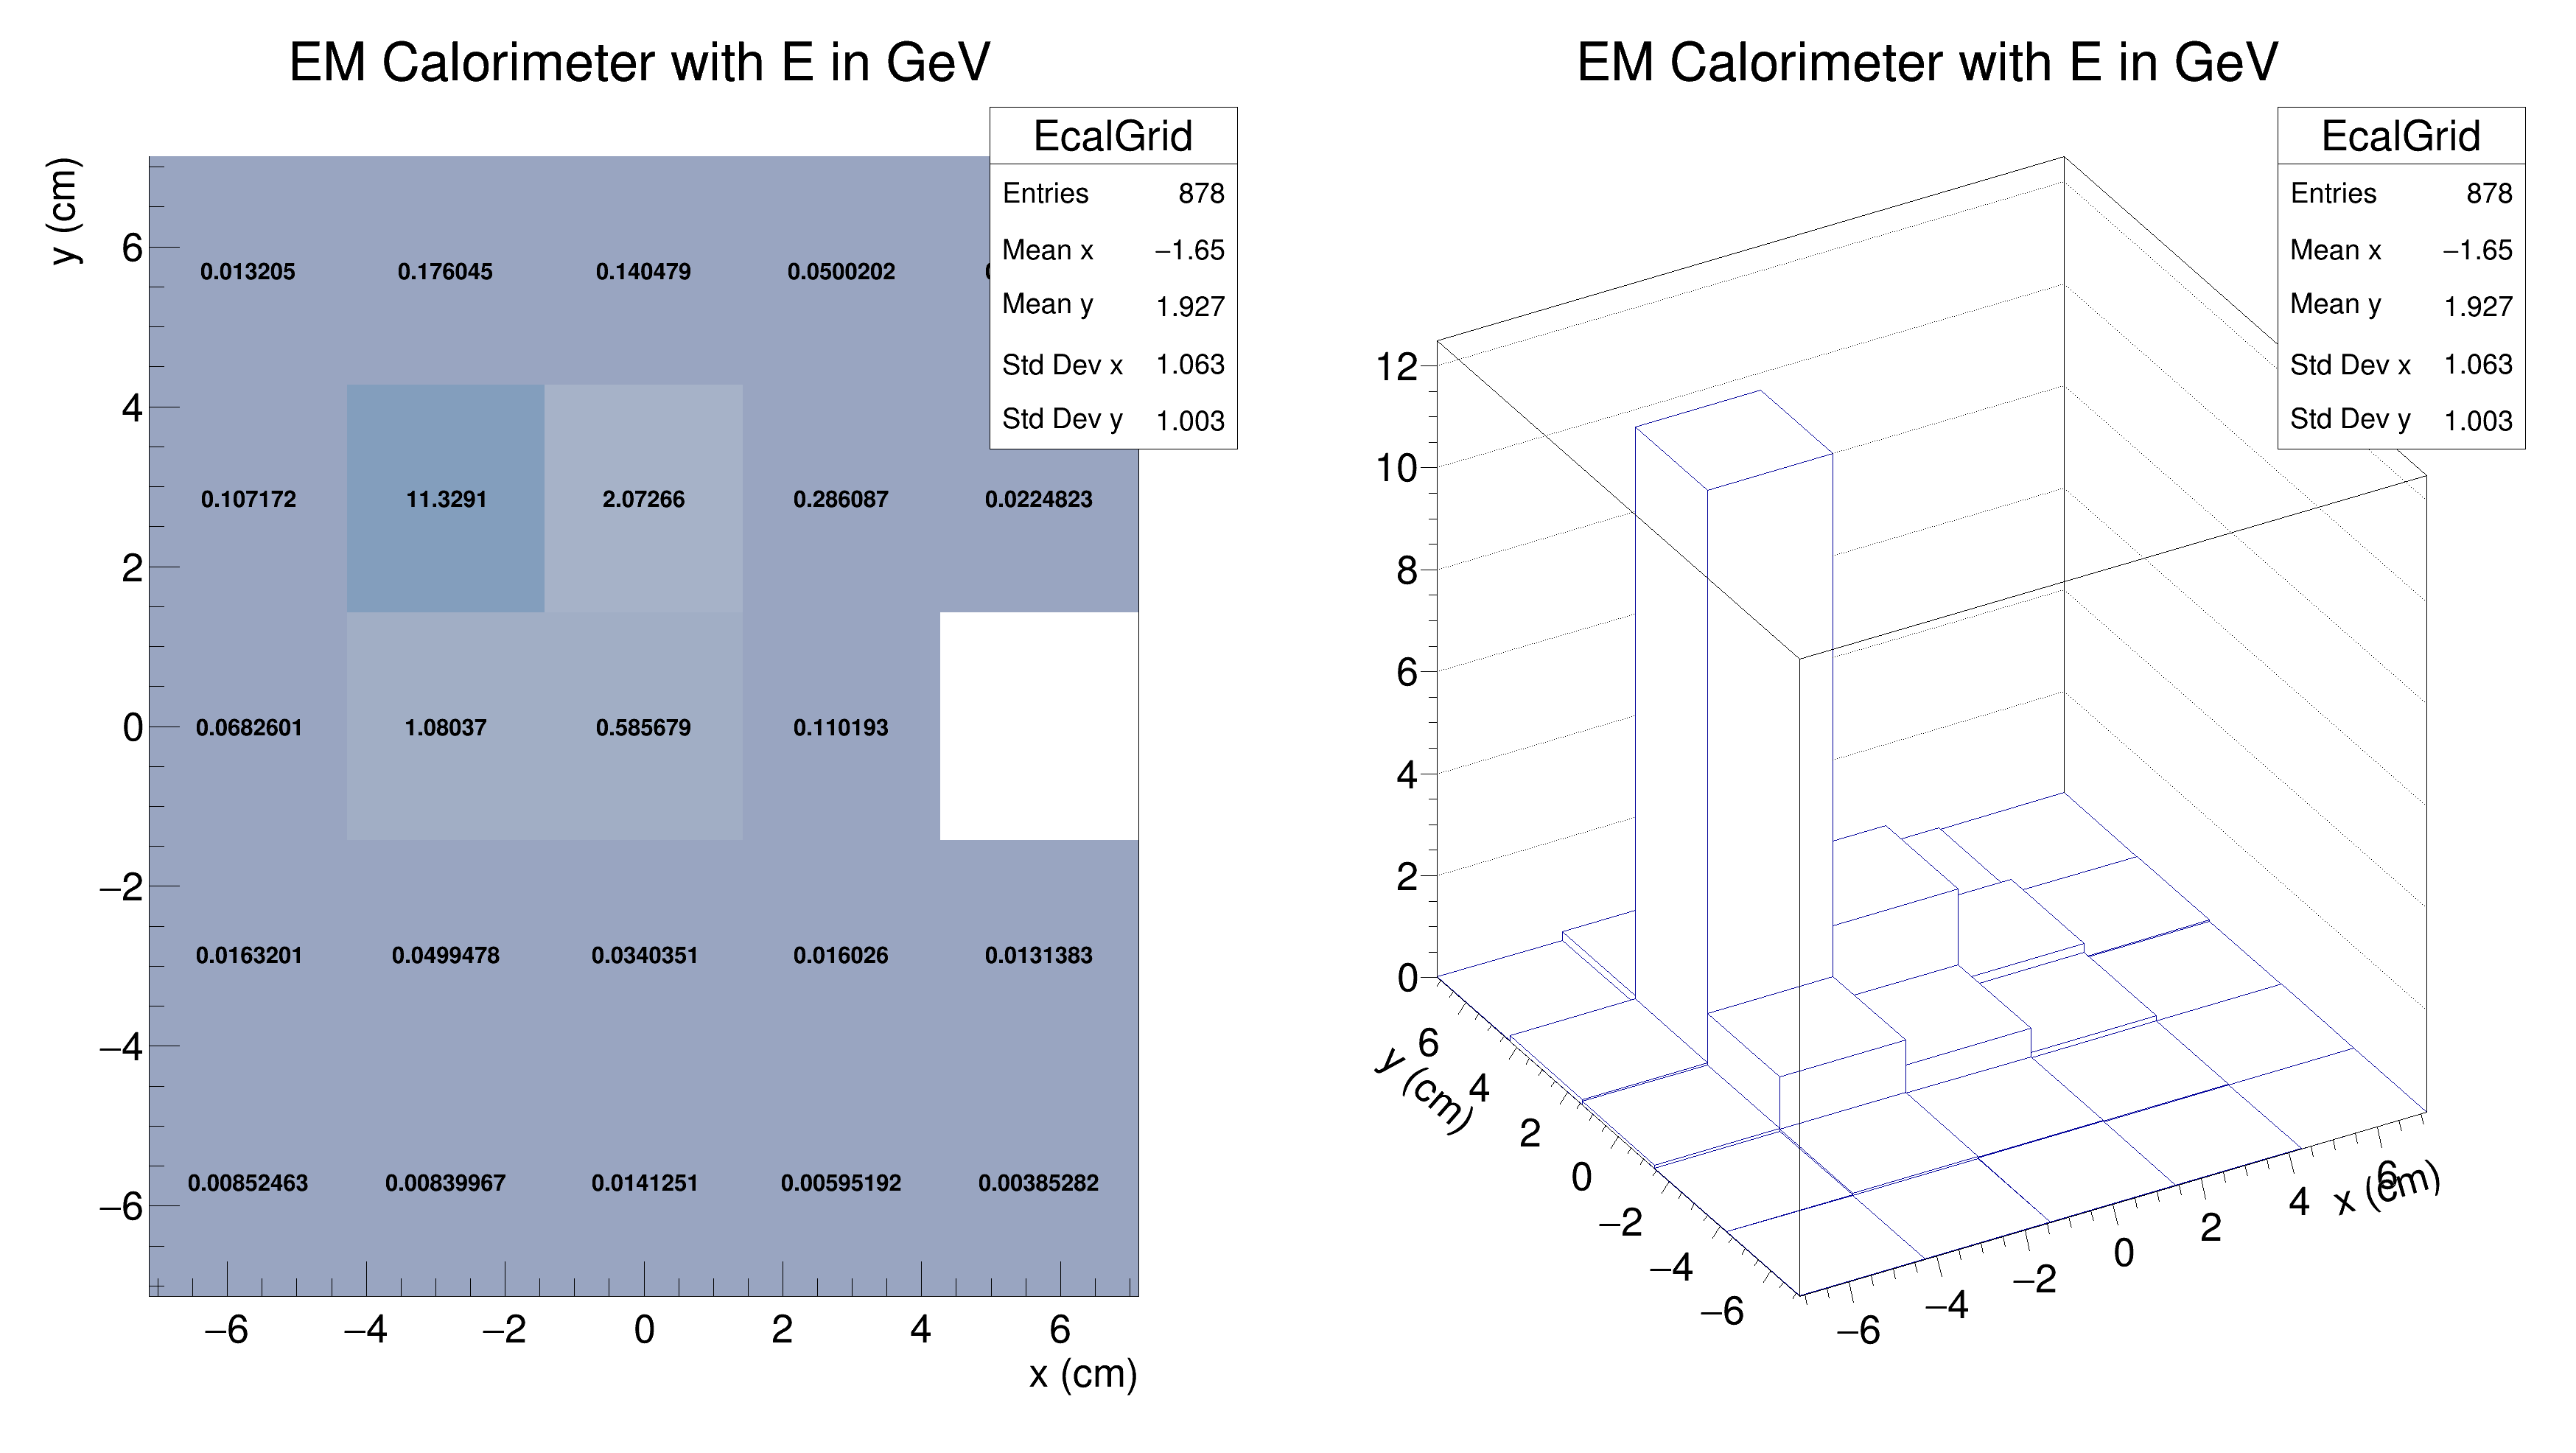 EM Calorimeter with E in GeV
EcalGrid
Entries 878
Mean x −1.65
Mean y 1.927
Std Dev x 1.063
Std Dev y 1.003
y (cm)
6
4
2
0
−2
−4
−6
0.013205 0.176045 0.140479 0.0500202
0.107172 11.3291 2.07266 0.286087 0.0224823
0.0682601 1.08037 0.585679 0.110193
0.0163201 0.0499478 0.0340351 0.016026 0.0131383
0.00852463 0.00839967 0.0141251 0.00595192 0.00385282
−6 −4 −2 0 2 4 6
x (cm)
EM Calorimeter with E in GeV
EcalGrid
Entries 878
Mean x −1.65
Mean y 1.927
Std Dev x 1.063
Std Dev y 1.003
12
10
8
6
4
2
0
6
4
2
0
−2
−4
−6
y (cm)
−6 −4 −2 0 2 4 6
x (cm)